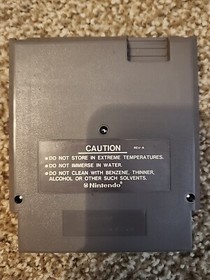 CAUTION
REV-A
•DO NOT STORE IN EXTREME TEMPERATURES.
•DO NOT IMMERSE IN WATER.
•DO NOT CLEAN WITH BENZENE, THINNER,
ALCOHOL OR OTHER SUCH SOLVENTS.
Nintendo®